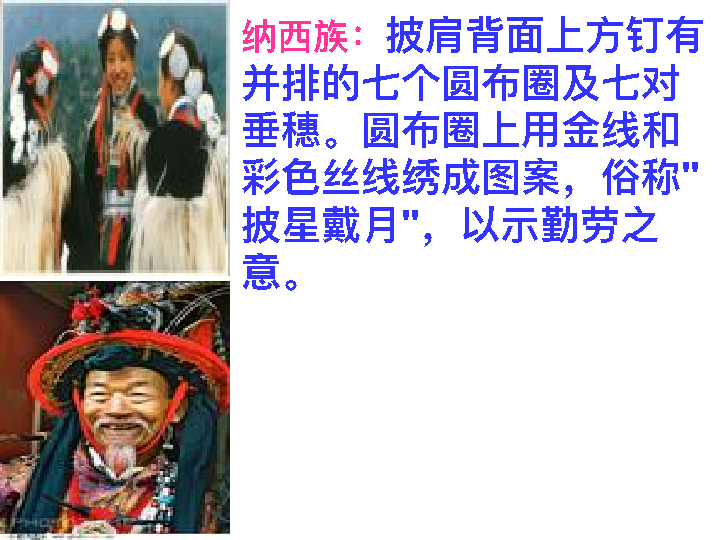 纳西族：披肩背面上方钉有
并排的七个圆布圈及七对
垂穗。圆布圈上用金线和
彩色丝线绣成图案，俗称"
披星戴月"，以示勤劳之
意。